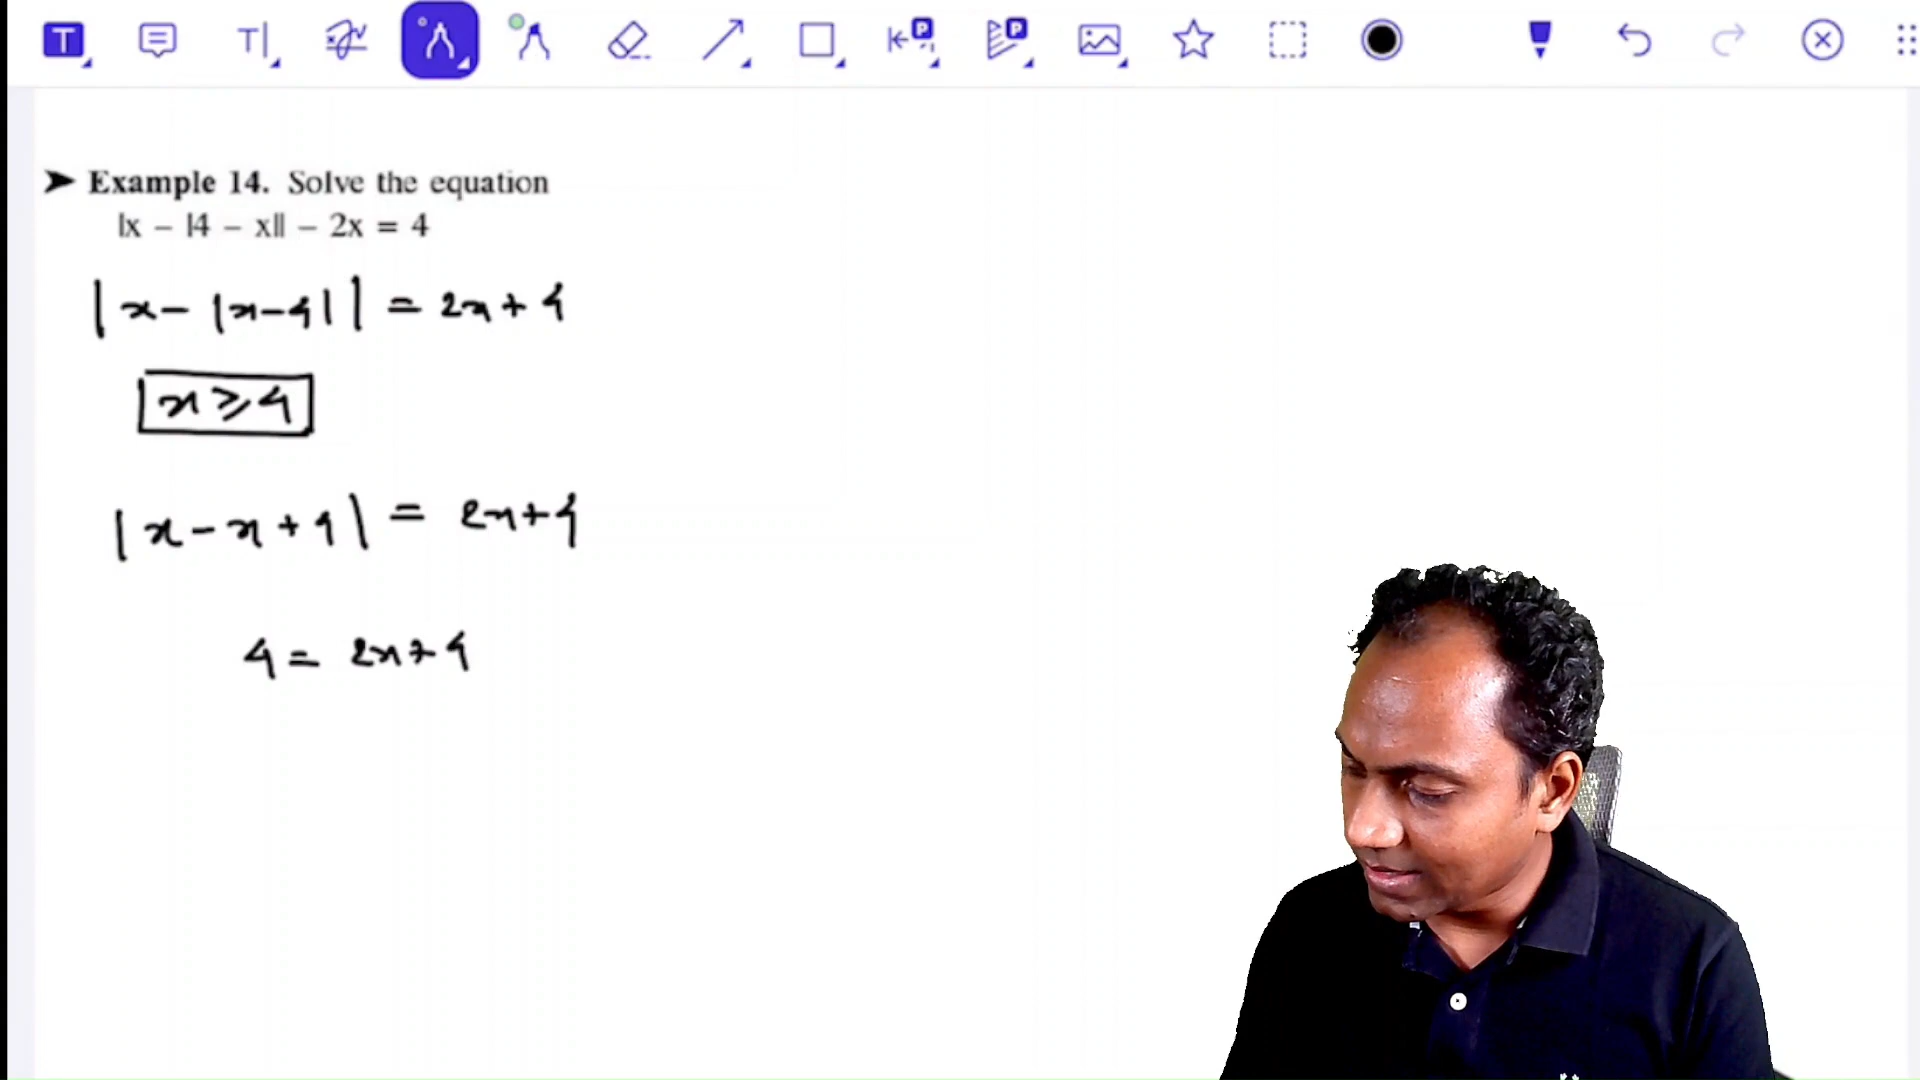 ➤ Example 14. Solve the equation
|x – |4 – x|| – 2x = 4
|x - |x-4|| = 2x + 4
x ⩾ 4
|x - x + 4| = 2x+4
4 = 2x+4